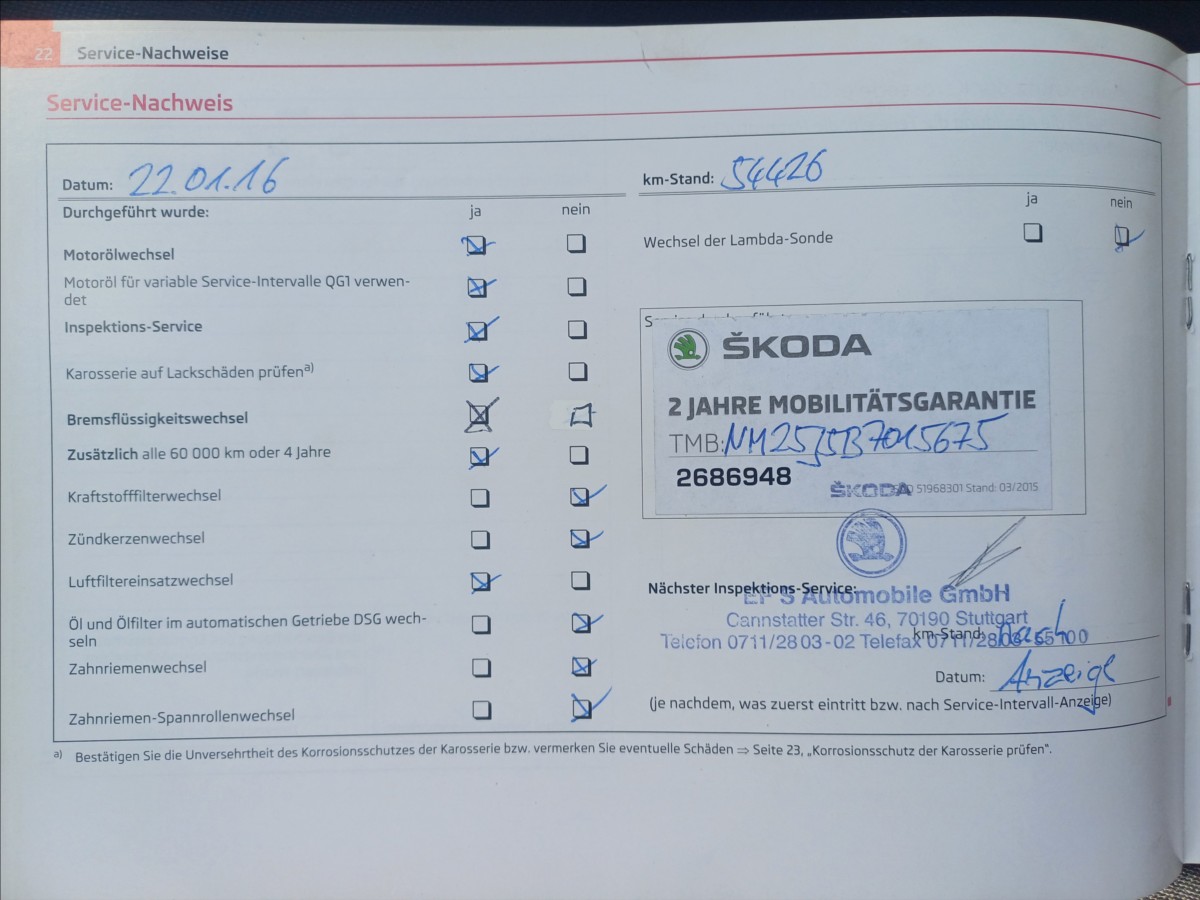 22 Service-Nachweise
Service-Nachweis
Datum: 22.01.16
km-Stand: 54426
Durchgeführt wurde: ja nein
ja nein
Motorölwechsel
Wechsel der Lambda-Sonde
Motoröl für variable Service-Intervalle QG1 verwen-
det
Inspektions-Service
Karosserie auf Lackschäden prüfen a)
Bremsflüssigkeitswechsel
Zusätzlich alle 60 000 km oder 4 Jahre
Kraftstofffilterwechsel
Zündkerzenwechsel
Luftfiltereinsatzwechsel
Öl und Ölfilter im automatischen Getriebe DSG wech-
seln
Zahnriemenwechsel
Zahnriemen-Spannrollenwechsel
ŠKODA
2 JAHRE MOBILITÄTSGARANTIE
TMB: NM25J5B7015675
2686948
ŠKODA 51968301 Stand: 03/2015
Nächster Inspektions-Service:
Automobile GmbH
Cannstatter Str. 46, 70190 Stuttgart
Telefon 0711/28 03 - 02 Telefax 0711/28
km-Stand: nach
Datum: Anzeige
(je nachdem, was zuerst eintritt bzw. nach Service-Intervall-Anzeige)
a) Bestätigen Sie die Unversehrtheit des Korrosionsschutzes der Karosserie bzw. vermerken Sie eventuelle Schäden ⇒ Seite 23, „Korrosionsschutz der Karosserie prüfen“.